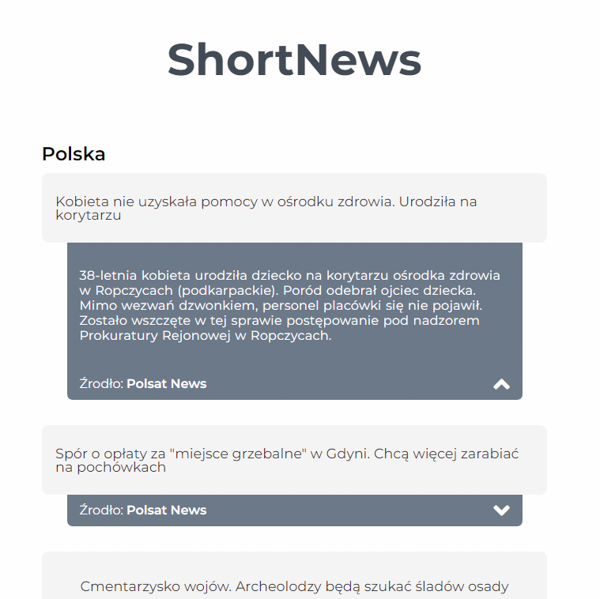 ShortNews
Polska
Kobieta nie uzyskała pomocy w ośrodku zdrowia. Urodziła na
korytarzu
38-letnia kobieta urodziła dziecko na korytarzu ośrodka zdrowia
w Ropczycach (podkarpackie). Poród odebrał ojciec dziecka.
Mimo wezwań dzwonkiem, personel placówki się nie pojawił.
Zostało wszczęte w tej sprawie postępowanie pod nadzorem
Prokuratury Rejonowej w Ropczycach.
Źrodło: Polsat News
Spór o opłaty za "miejsce grzebalne" w Gdyni. Chcą więcej zarabiać
na pochówkach
Źrodło: Polsat News
Cmentarzysko wojów. Archeolodzy będą szukać śladów osady